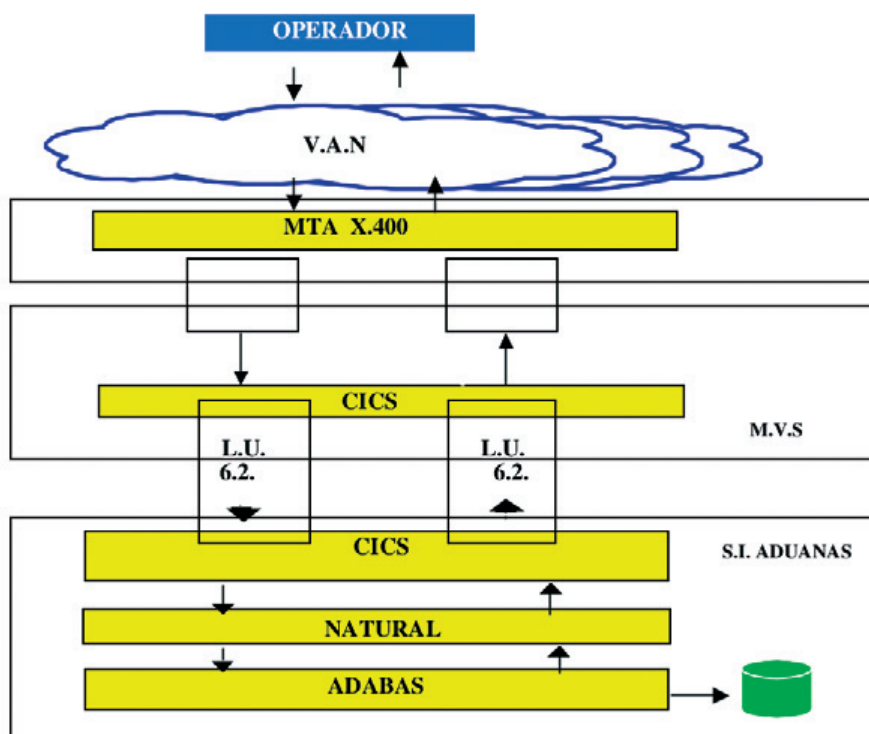 OPERADOR
V.A.N
MTA X.400
CICS
M.V.S
L.U.
6.2.
L.U.
6.2.
CICS
S.I. ADUANAS
NATURAL
ADABAS